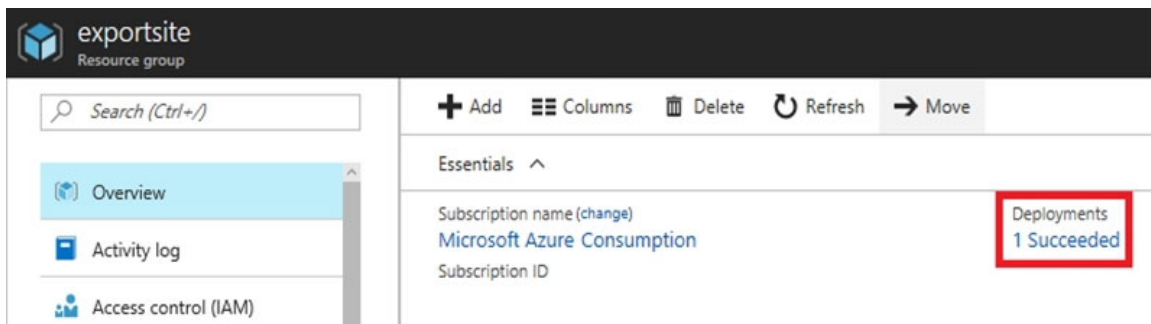 exportsite
Resource group
Search (Ctrl+/)
Add Columns Delete Refresh Move
Essentials
Overview
Activity log
Access control (IAM)
Subscription name (change)
Microsoft Azure Consumption
Subscription ID
Deployments
1 Succeeded